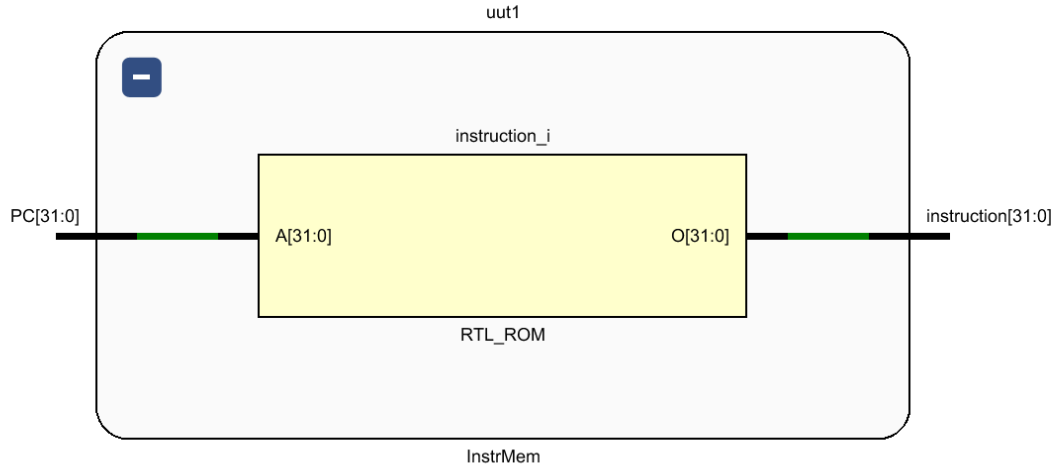 uut1
instruction_i
PC[31:0]
instruction[31:0]
A[31:0]
O[31:0]
RTL_ROM
InstrMem